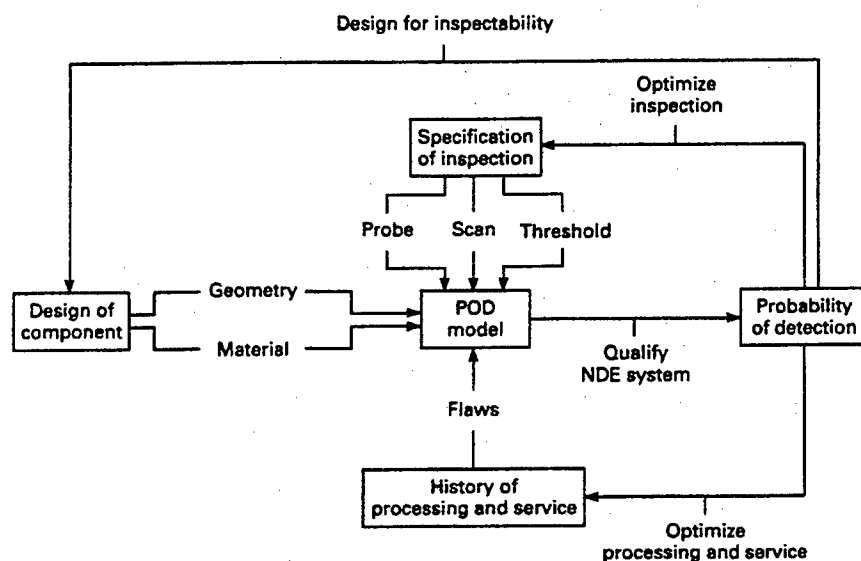 Design for inspectability
Optimize
inspection
Specification
of inspection
Probe
Scan
Threshold
Geometry
Design of
component
POD
model
Probability
of detection
Material
Qualify
NDE system
Flaws
History of
processing and service
Optimize
processing and service